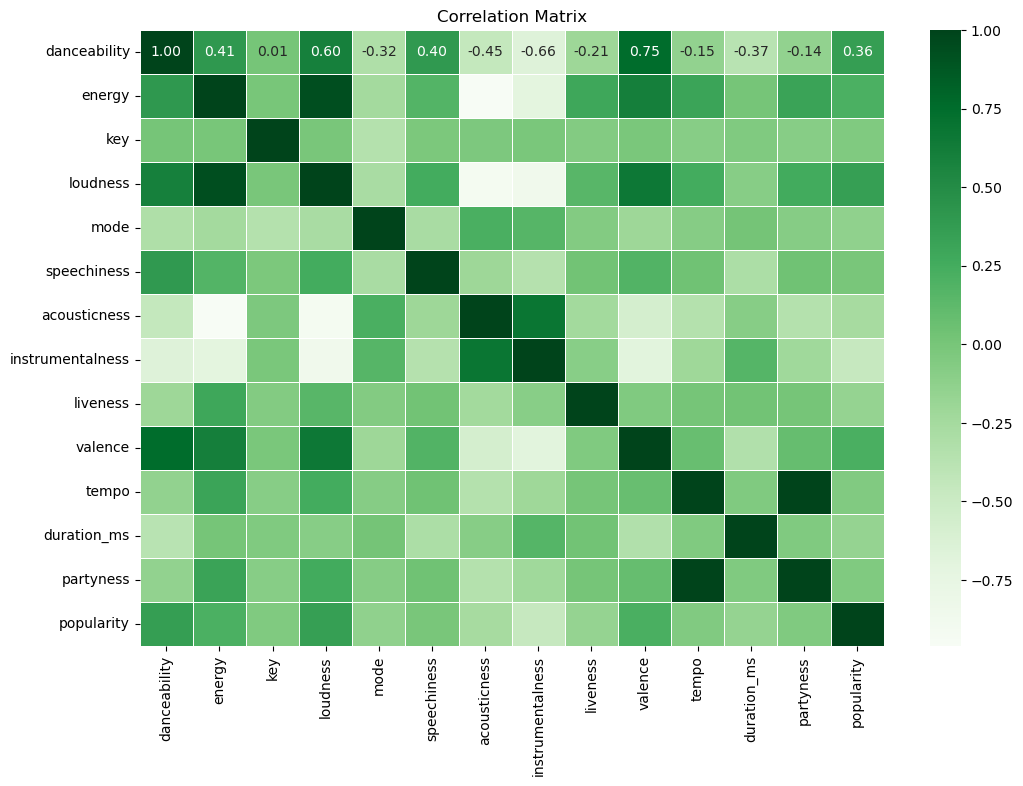 Correlation Matrix
danceability 1.00 0.41 0.01 0.60 -0.32 0.40 -0.45 -0.66 -0.21 0.75 -0.15 -0.37 -0.14 0.36
energy
key
loudness
mode
speechiness
acousticness
instrumentalness
liveness
valence
tempo
duration_ms
partyness
popularity
danceability energy key loudness mode speechiness acousticness instrumentalness liveness valence tempo duration_ms partyness popularity
1.00
0.75
0.50
0.25
0.00
−0.25
−0.50
−0.75